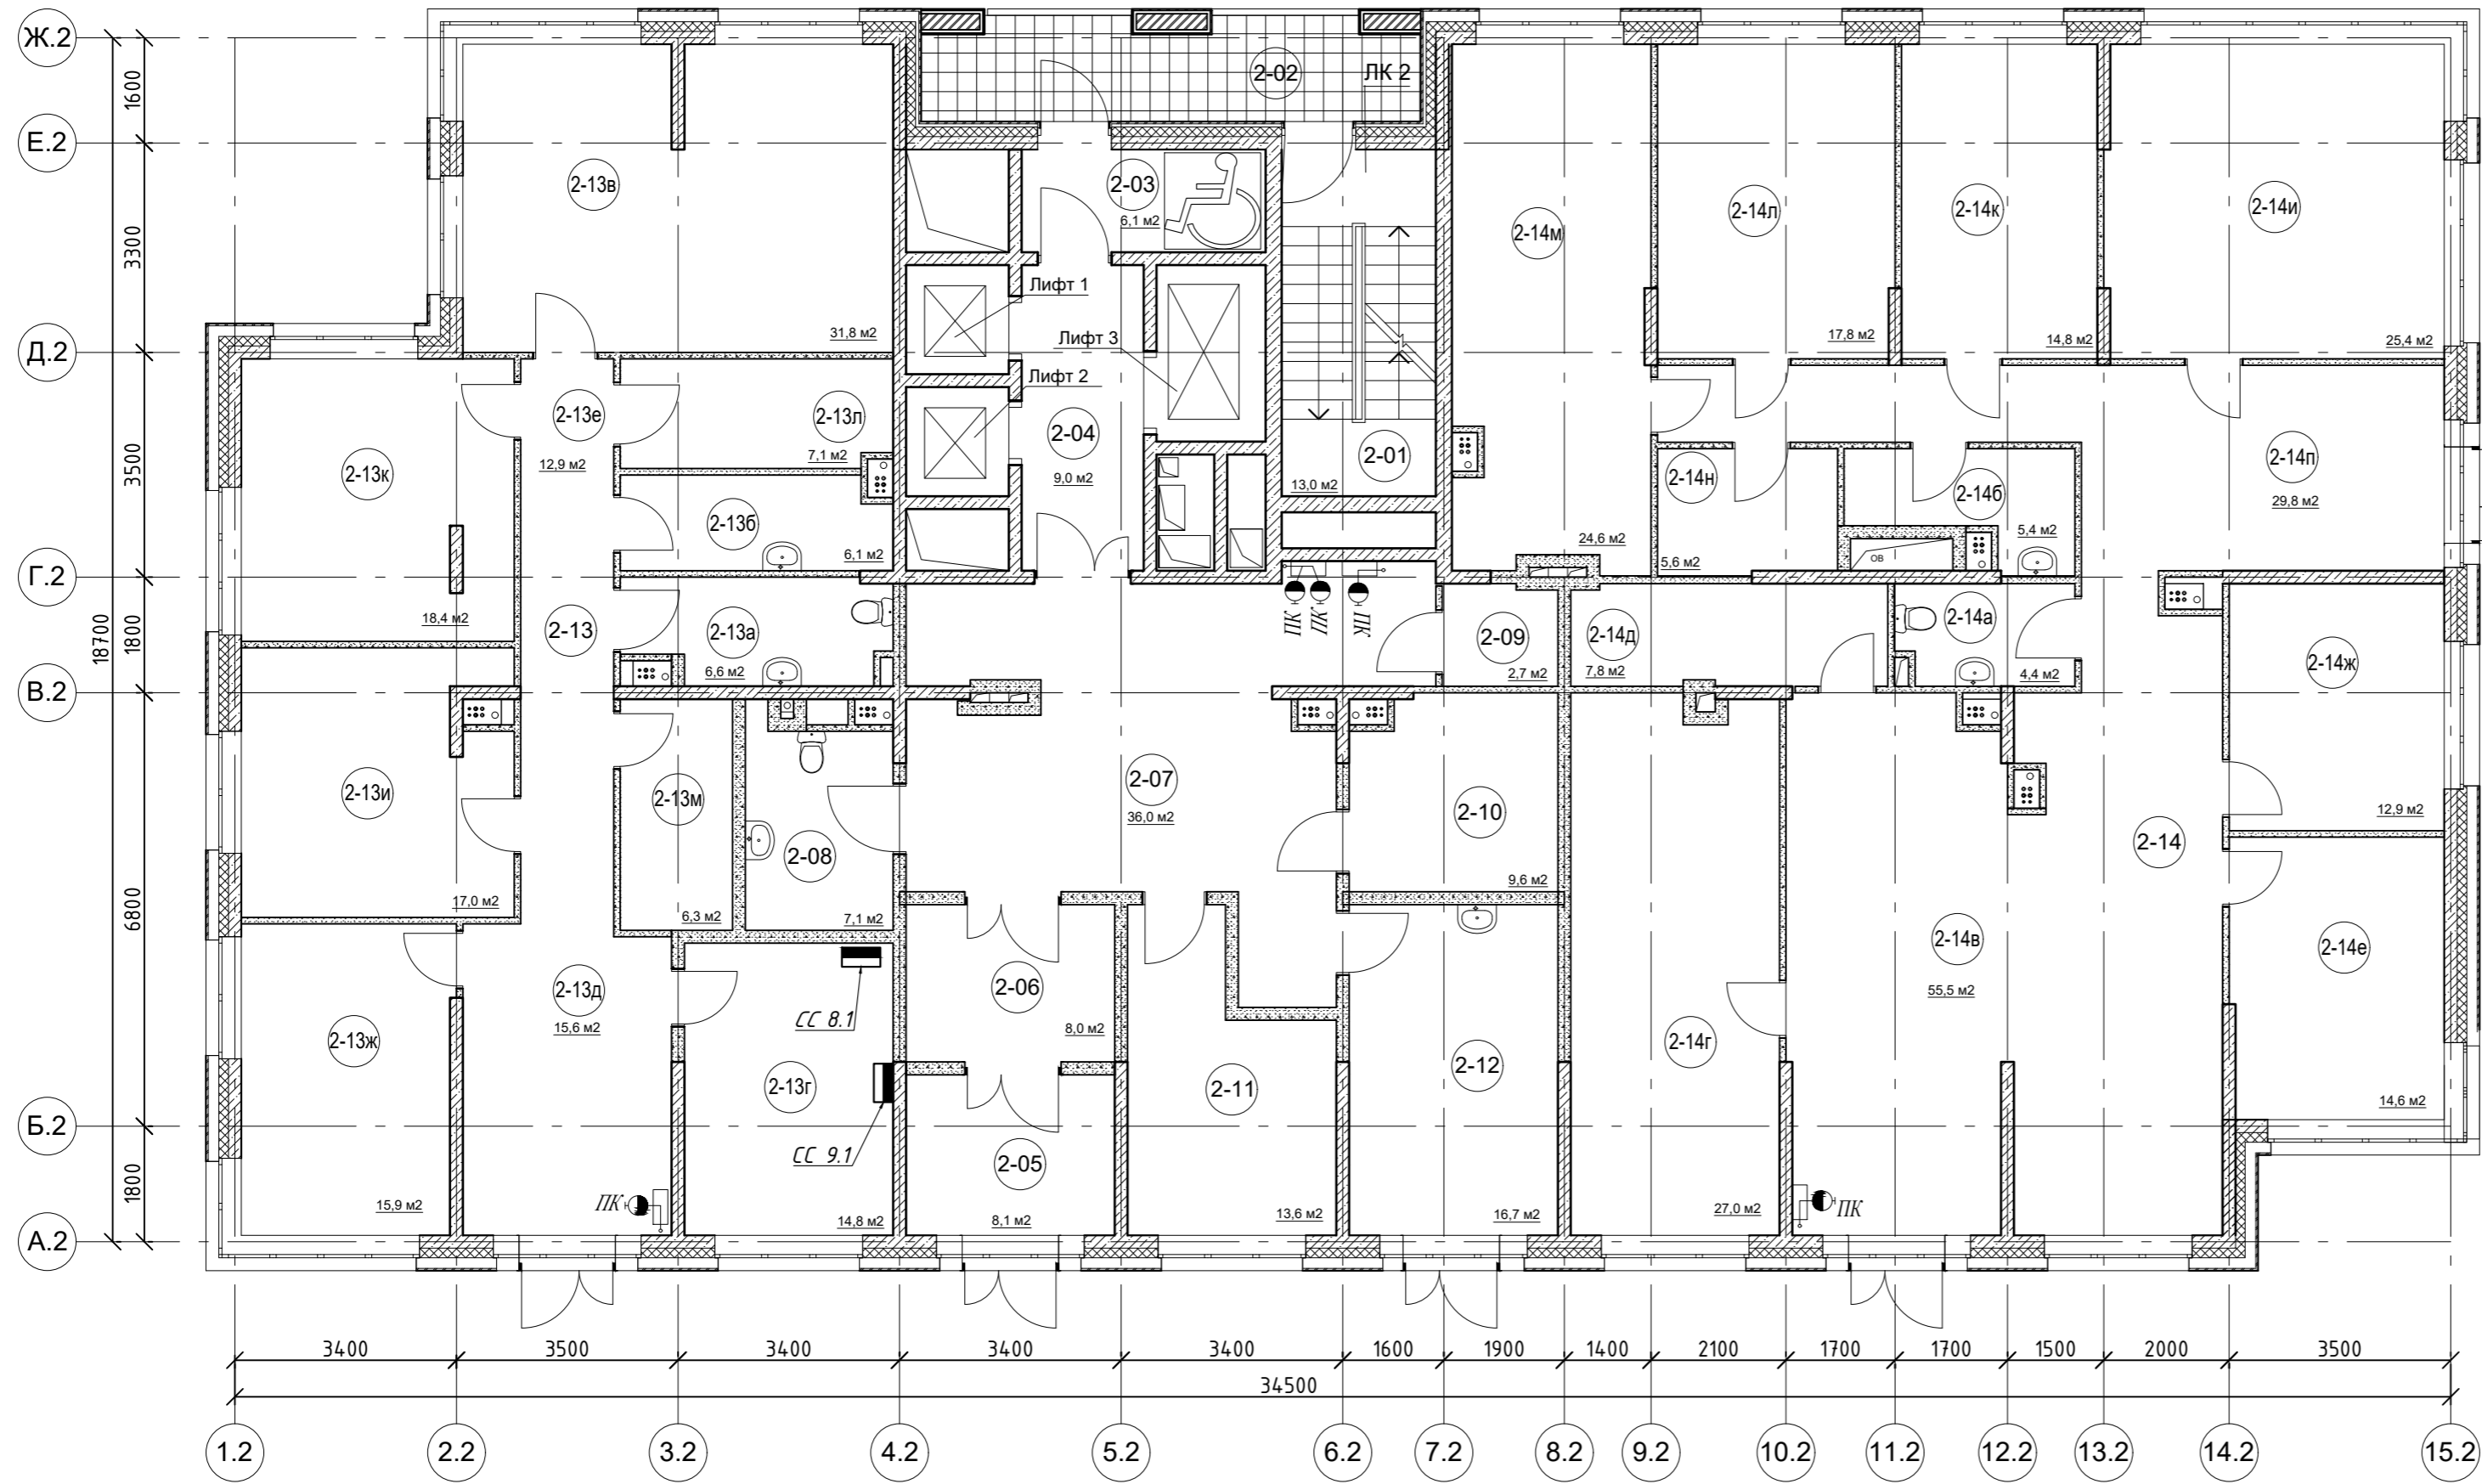 Ж.2
Е.2
Д.2
Г.2
В.2
Б.2
А.2
1600
3300
3500
1800
6800
1800
18700
2-02
ЛК 2
2-13в
31,8 м2
2-03
6,1 м2
Лифт 1
Лифт 3
Лифт 2
2-04
9,0 м2
2-01
13,0 м2
2-14м
24,6 м2
2-14л
17,8 м2
2-14к
14,8 м2
2-14и
25,4 м2
2-13е
12,9 м2
2-13л
7,1 м2
2-13к
18,4 м2
2-13б
6,1 м2
2-14н
5,6 м2
2-14б
5,4 м2
ОВ
2-14п
29,8 м2
2-13
2-13а
6,6 м2
ПК
ПК
ПК
2-09
2,7 м2
2-14д
7,8 м2
2-14а
4,4 м2
2-14ж
12,9 м2
2-13и
17,0 м2
2-13м
6,3 м2
2-08
7,1 м2
2-07
36,0 м2
2-10
9,6 м2
2-14
2-14в
55,5 м2
2-14е
14,6 м2
2-13ж
15,9 м2
2-13д
15,6 м2
СС 8.1
2-13г
14,8 м2
СС 9.1
2-06
8,0 м2
2-05
8,1 м2
2-11
13,6 м2
2-12
16,7 м2
2-14г
27,0 м2
ПК
ПК
3400
3500
3400
3400
3400
1600
1900
1400
2100
1700
1700
1500
2000
3500
34500
1.2
2.2
3.2
4.2
5.2
6.2
7.2
8.2
9.2
10.2
11.2
12.2
13.2
14.2
15.2